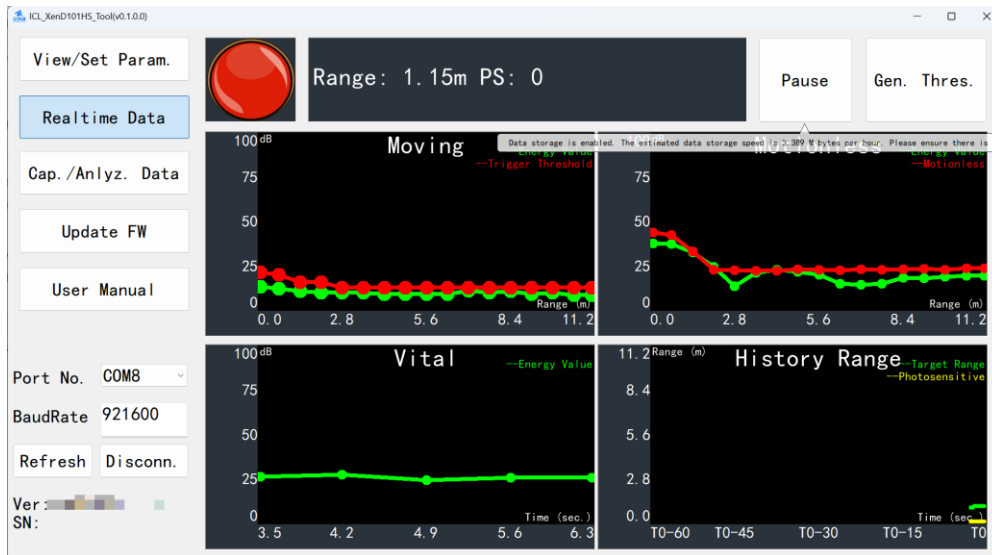 ICL_XenD101HS_Tool(v0.1.0.0)
View/Set Param.
Realtime Data
Cap./Anlyz. Data
Update FW
User Manual
Port No. COM8
BaudRate 921600
Refresh Disconn.
Ver:
SN:
Range: 1.15m PS: 0
Pause
Gen. Thres.
Data storage is enabled. The estimated data storage speed is 3.389 M bytes per hour. Please ensure there is
Moving
--Energy Value
--Trigger Threshold
100 dB
75
50
25
0
Range (m)
0.0 2.8 5.6 8.4 11.2
Motionless
--Energy Value
--Motionless
100 dB
75
50
25
0
Range (m)
0.0 2.8 5.6 8.4 11.2
Vital
--Energy Value
100 dB
75
50
25
0
Time (sec.)
3.5 4.2 4.9 5.6 6.3
History Range
--Target Range
--Photosensitive
11.2 Range (m)
8.4
5.6
2.8
0.0
Time (sec.)
T0-60 T0-45 T0-30 T0-15 T0